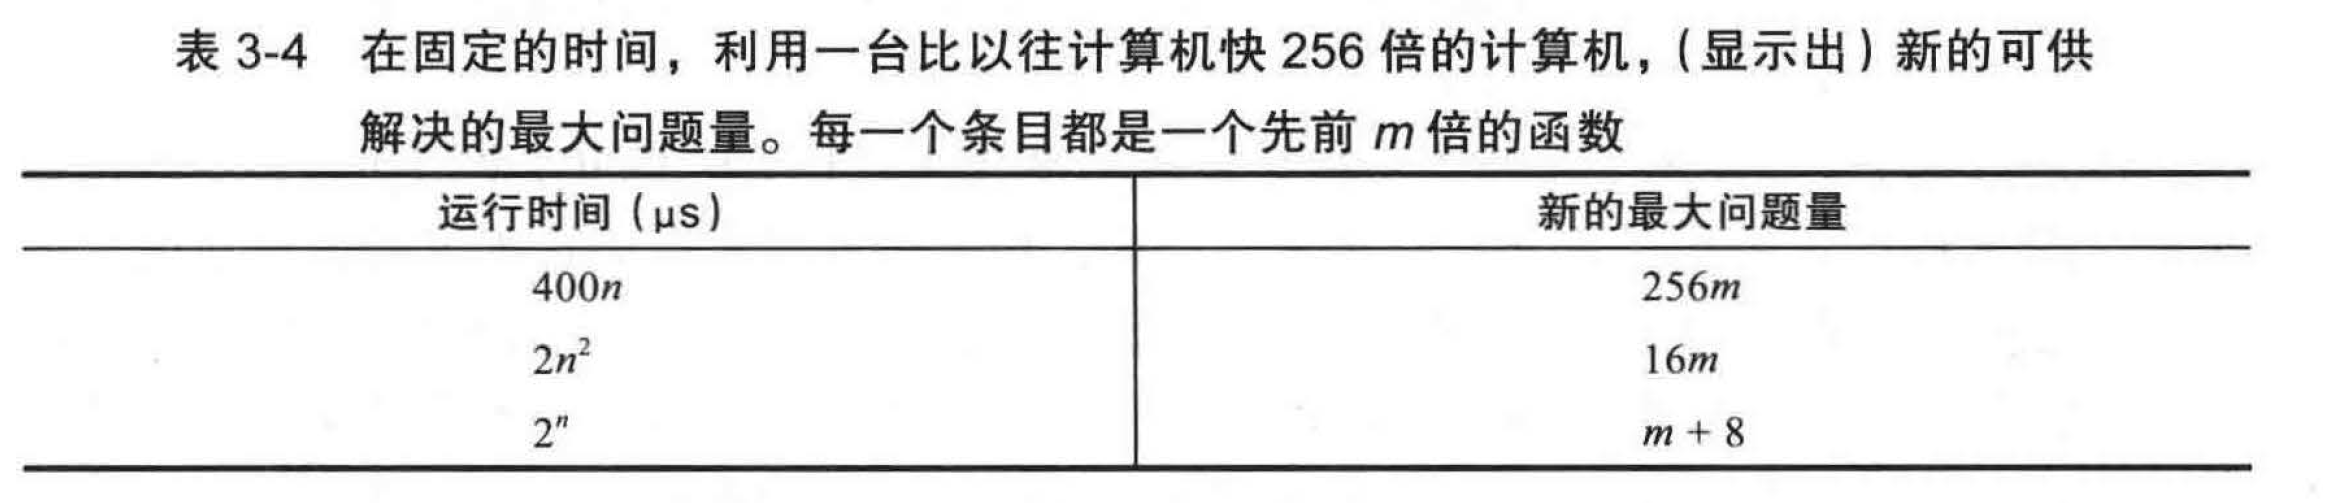 表 3-4 在固定的时间，利用一台比以往计算机快 256 倍的计算机，（显示出）新的可供
解决的最大问题量。每一个条目都是一个先前 m 倍的函数
运行时间（μs） 新的最大问题量
400n 256m
2n² 16m
2ⁿ m + 8